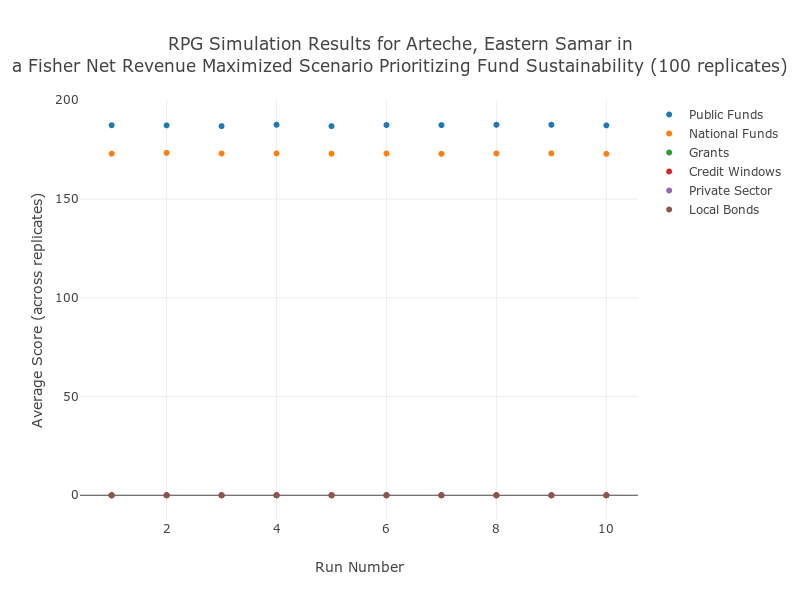 RPG Simulation Results for Arteche, Eastern Samar in
a Fisher Net Revenue Maximized Scenario Prioritizing Fund Sustainability (100 replicates)
Average Score (across replicates)
200
150
100
50
0
2
4
6
8
10
Run Number
Public Funds
National Funds
Grants
Credit Windows
Private Sector
Local Bonds